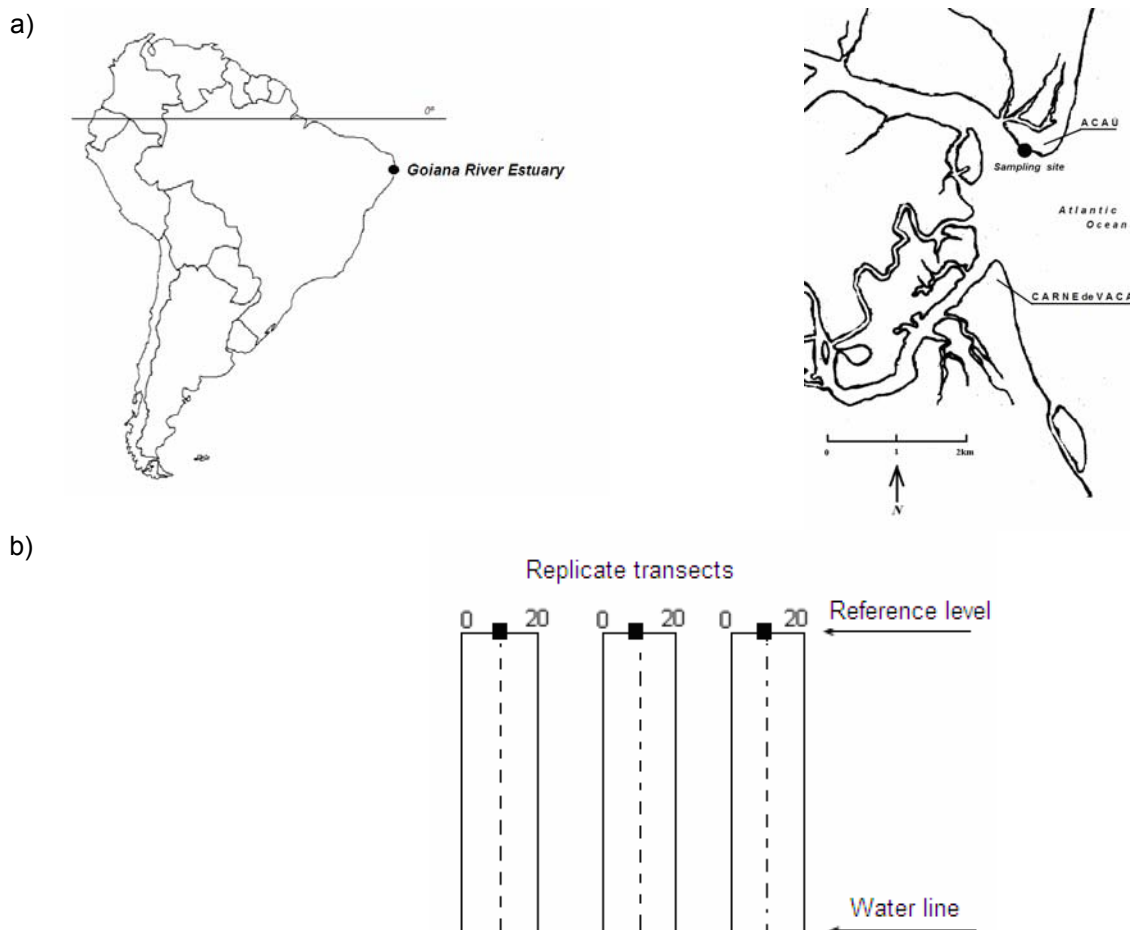 a)
0°
Goiana River Estuary
ACAÚ
Sampling site
Atlantic
Ocean
CARNE de VACA
0 1 2km
N
b)
Replicate transects
0 20 0 20 0 20
Reference level
Water line